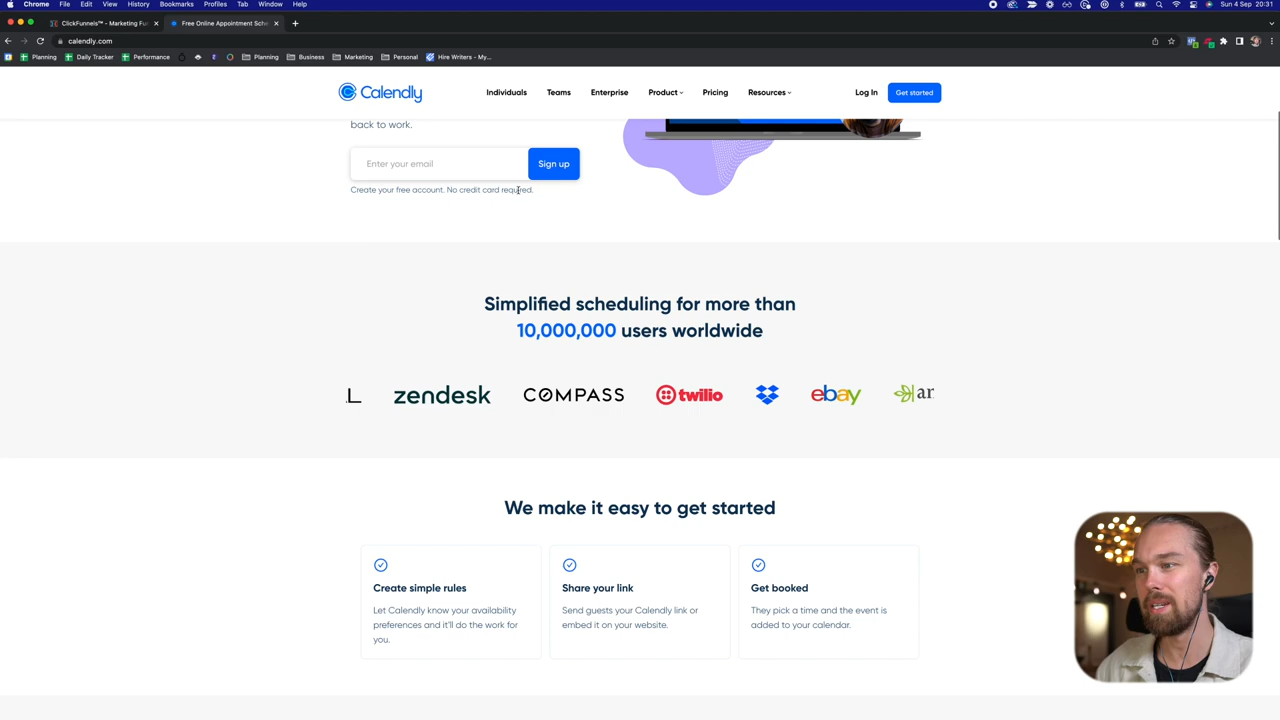 Chrome File Edit View History Bookmarks Profiles Tab Window Help
Sun 4 Sep 20:31
ClickFunnels™ - Marketing Fu
Free Online Appointment Sche
calendly.com
Planning Daily Tracker Performance Planning Business Marketing Personal Hire Writers - My...
Calendly
Individuals Teams Enterprise Product Pricing Resources Log In Get started
back to work.
Enter your email
Sign up
Create your free account. No credit card required.
Simplified scheduling for more than
10,000,000 users worldwide
L zendesk COMPASS twilio ebay ar
We make it easy to get started
Create simple rules
Let Calendly know your availability
preferences and it'll do the work for
you.
Share your link
Send guests your Calendly link or
embed it on your website.
Get booked
They pick a time and the event is
added to your calendar.